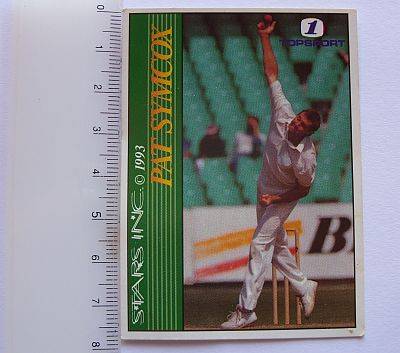 0
1
2
3
4
5
6
7
8
1
TOPSPORT
PAT SYMCOX
STARS INC. © 1993
B